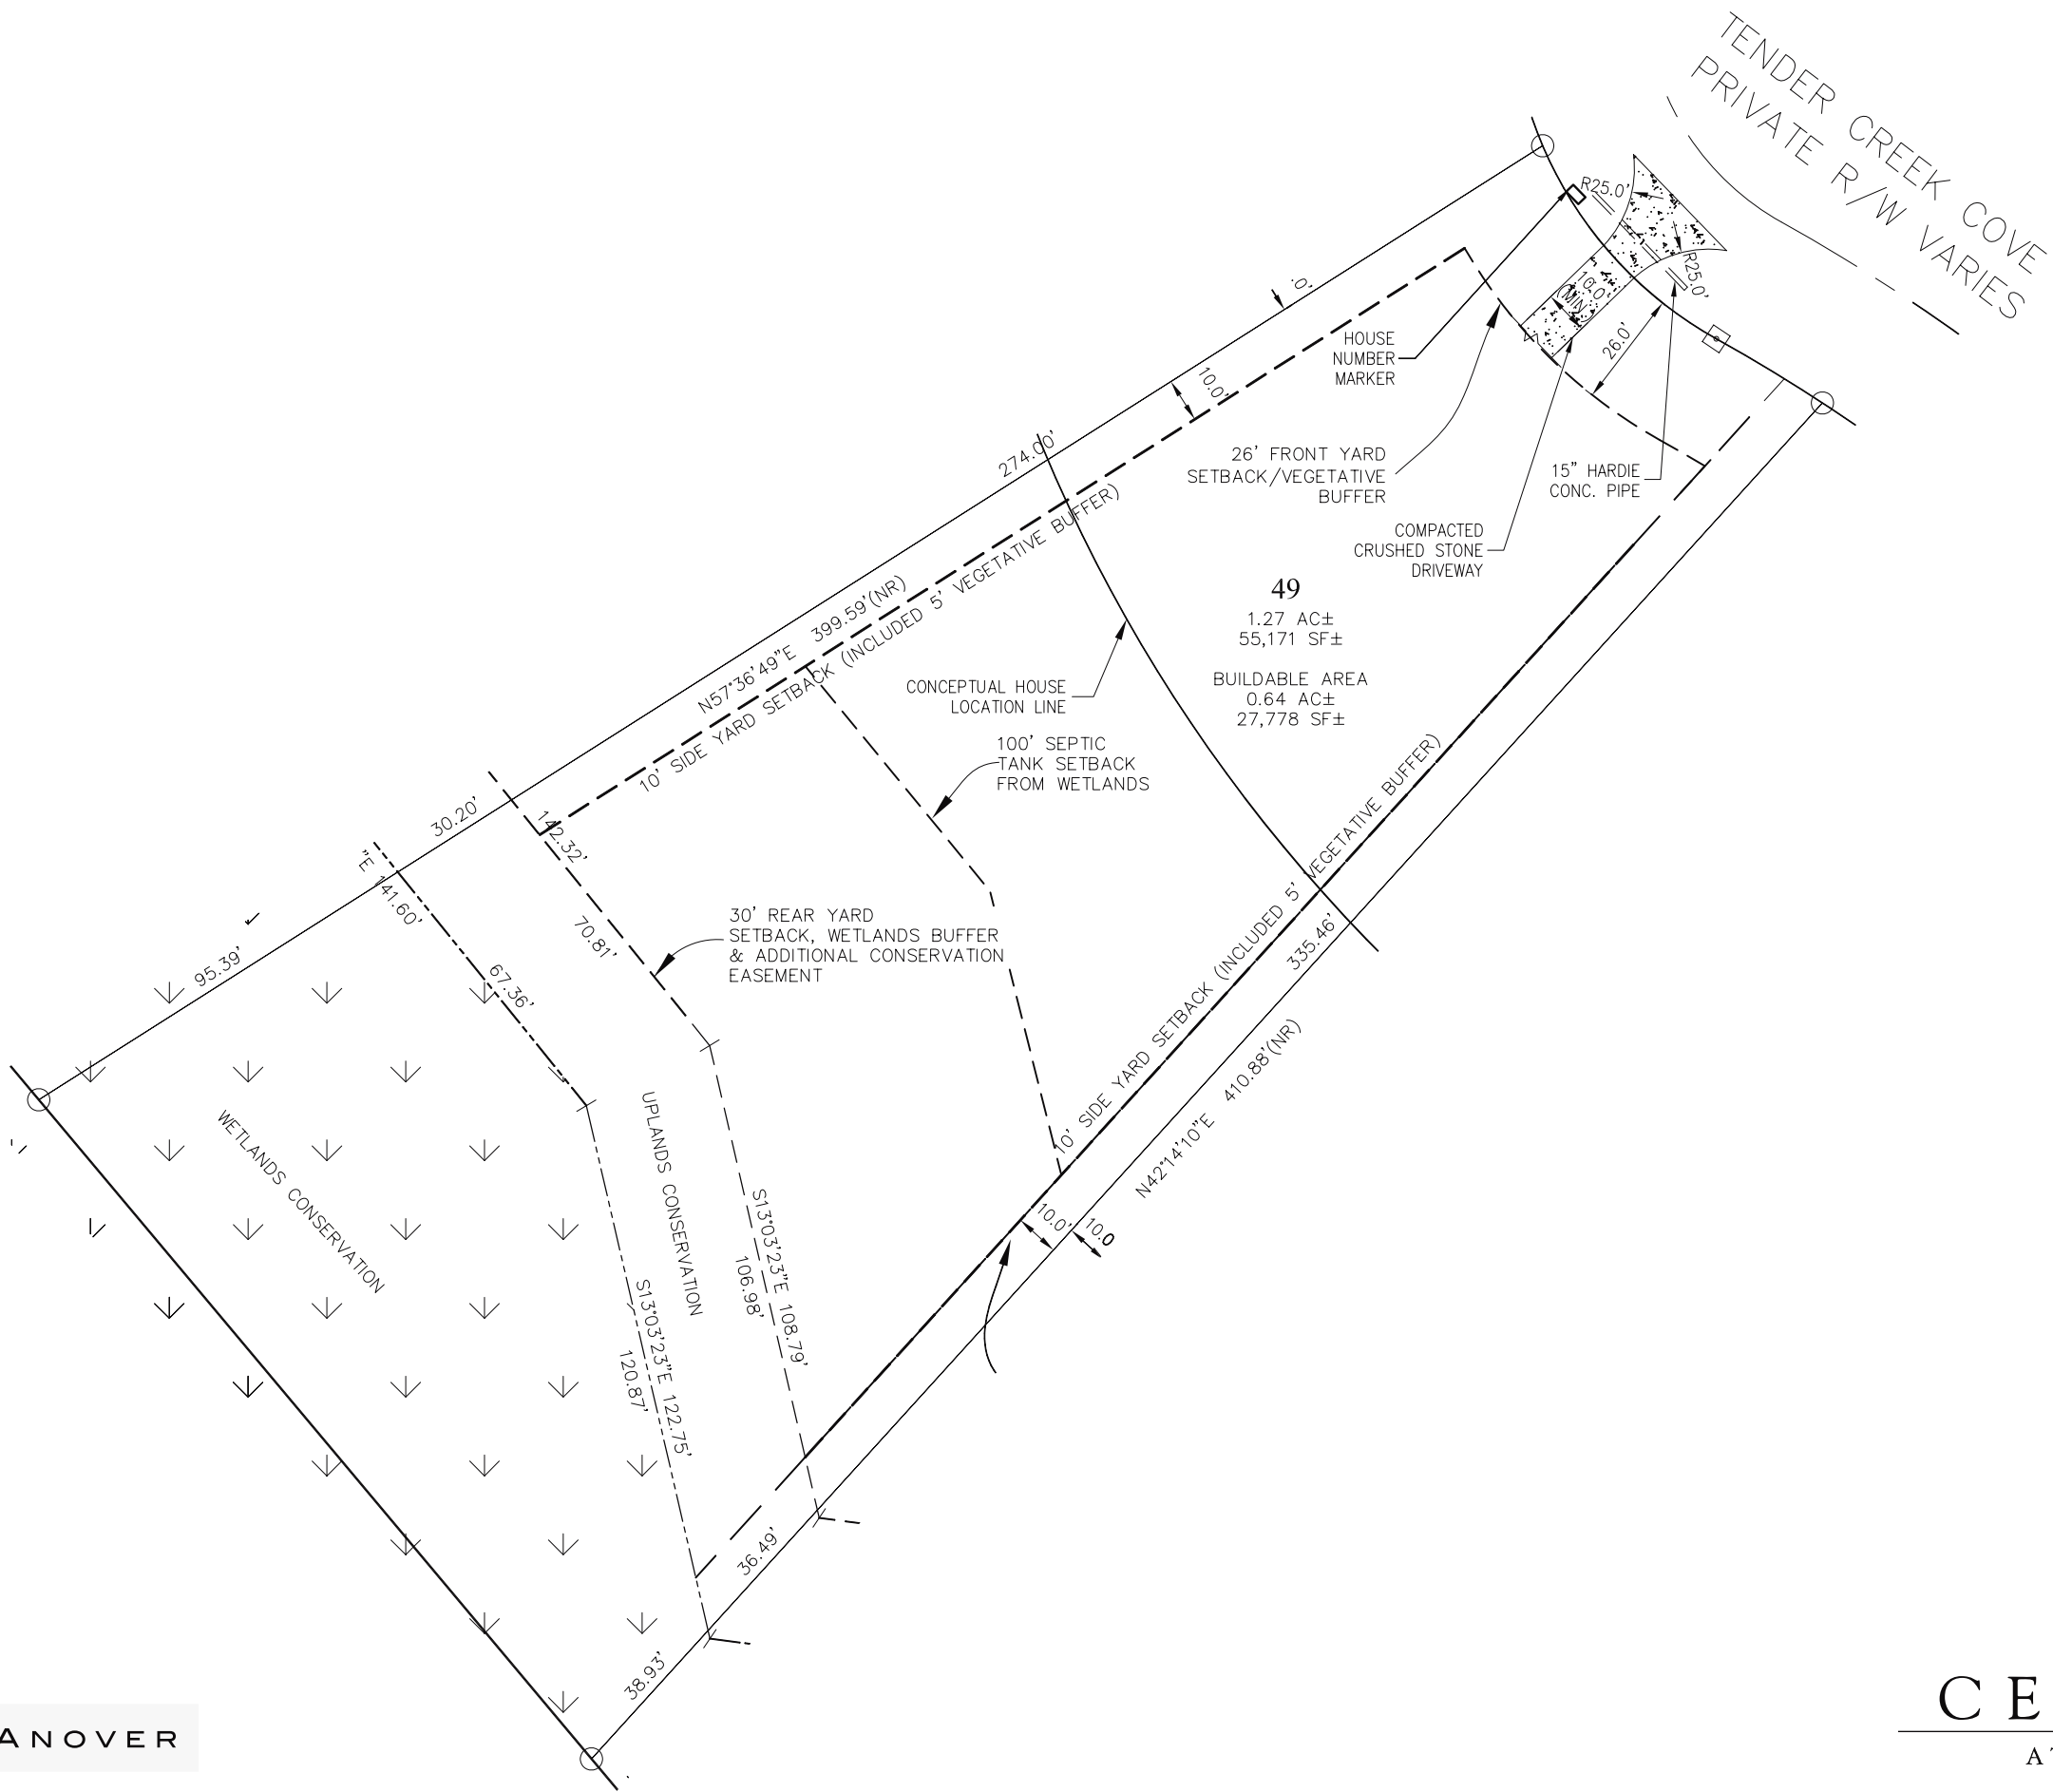 TENDER CREEK COVE
PRIVATE R/W VARIES
R25.0'
R25.0'
10.0'
(MIN.)
26.0'
HOUSE
NUMBER
MARKER
10.0'
26' FRONT YARD
SETBACK/VEGETATIVE
BUFFER
15" HARDIE
CONC. PIPE
COMPACTED
CRUSHED STONE
DRIVEWAY
274.00'
N57°36'49"E 399.59'(NR)
10' SIDE YARD SETBACK (INCLUDED 5' VEGETATIVE BUFFER)
49
1.27 AC±
55,171 SF±
BUILDABLE AREA
0.64 AC±
27,778 SF±
CONCEPTUAL HOUSE
LOCATION LINE
100' SEPTIC
TANK SETBACK
FROM WETLANDS
30.20'
142.32'
"E 141.60'
70.81'
67.36'
95.39'
30' REAR YARD
SETBACK, WETLANDS BUFFER
& ADDITIONAL CONSERVATION
EASEMENT
10' SIDE YARD SETBACK (INCLUDED 5' VEGETATIVE BUFFER)
335.46'
N42°14'10"E 410.88'(NR)
10.0'
10.0
WETLANDS CONSERVATION
UPLANDS CONSERVATION
S13°03'23"E 108.79'
106.98'
S13°03'23"E 122.75'
120.87'
36.49'
38.93'
ANOVER
CE
AT